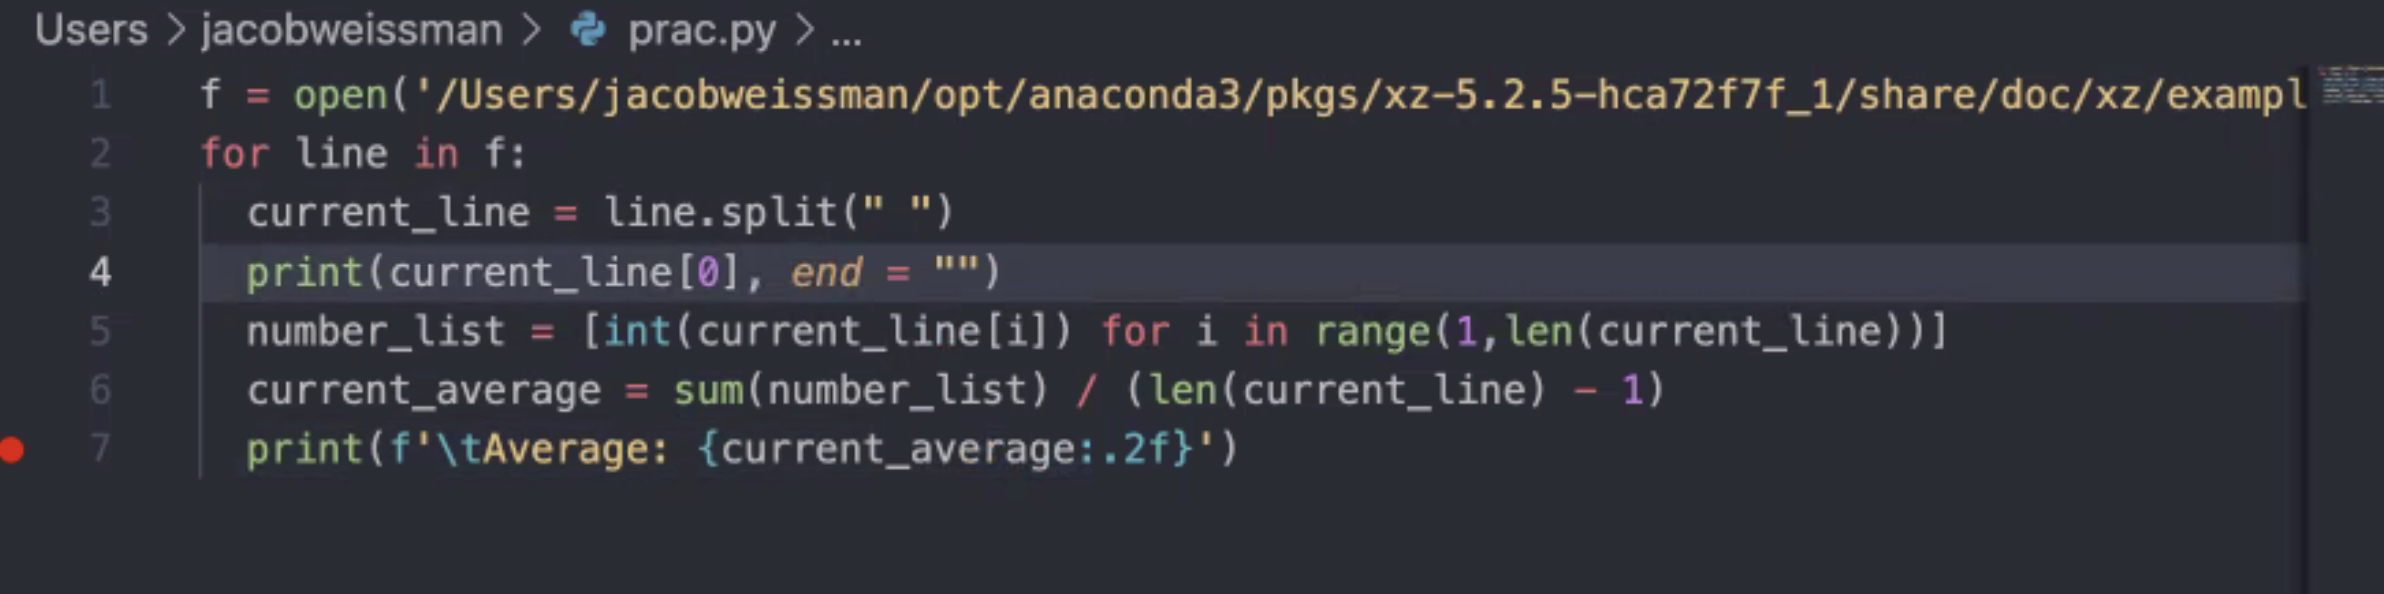 Users > jacobweissman > prac.py > ...
1 f = open('/Users/jacobweissman/opt/anaconda3/pkgs/xz-5.2.5-hca72f7f_1/share/doc/xz/exampl
2 for line in f:
3 current_line = line.split(" ")
4 print(current_line[0], end = "")
5 number_list = [int(current_line[i]) for i in range(1,len(current_line))]
6 current_average = sum(number_list) / (len(current_line) - 1)
7 print(f'\tAverage: {current_average:.2f}')